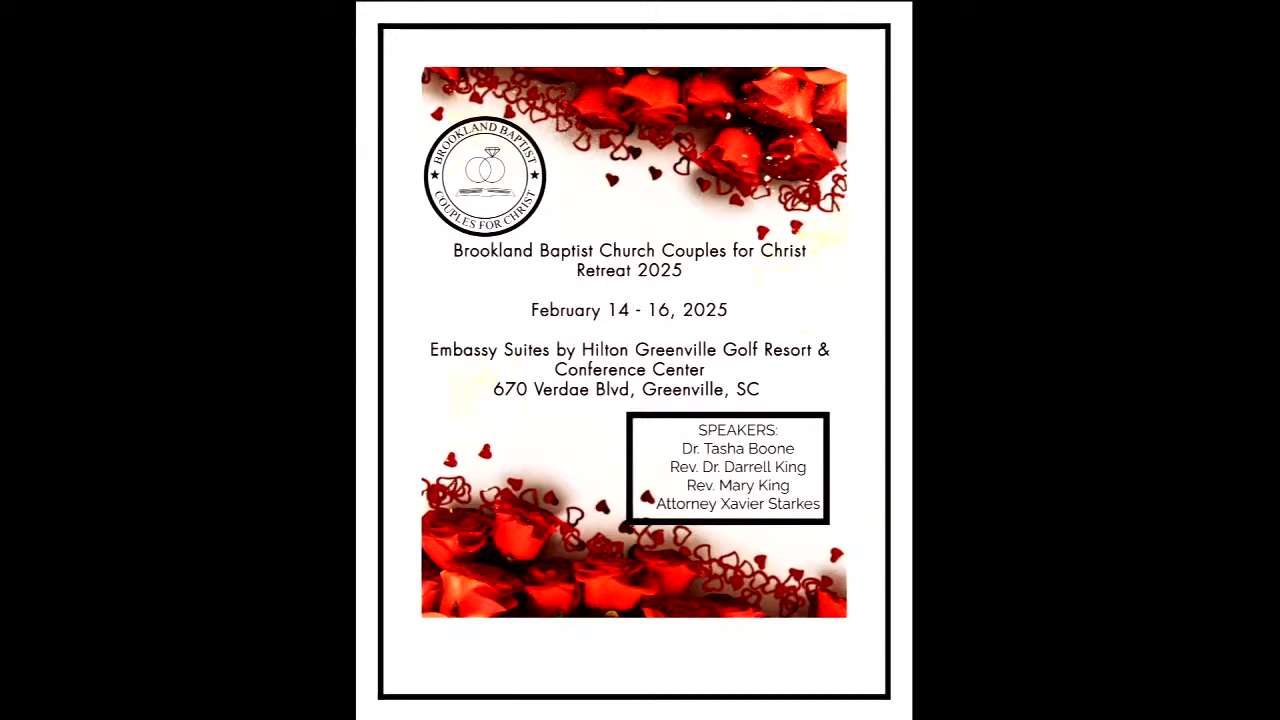 BROOKLAND BAPTIST
COUPLES FOR CHRIST
Brookland Baptist Church Couples for Christ
Retreat 2025
February 14 - 16, 2025
Embassy Suites by Hilton Greenville Golf Resort &
Conference Center
670 Verdae Blvd, Greenville, SC
SPEAKERS:
Dr. Tasha Boone
Rev. Dr. Darrell King
Rev. Mary King
Attorney Xavier Starkes